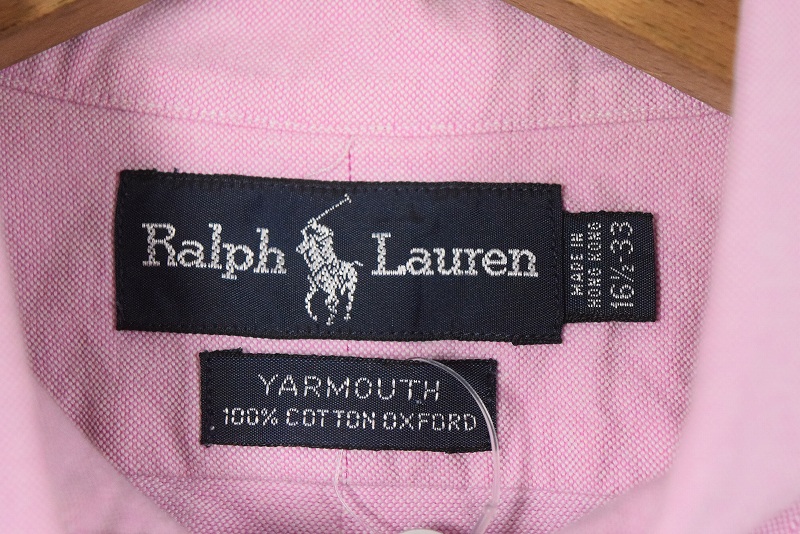 Ralph Lauren
MADE IN
HONG KONG
16½-33
YARMOUTH
100% COTTON OXFORD